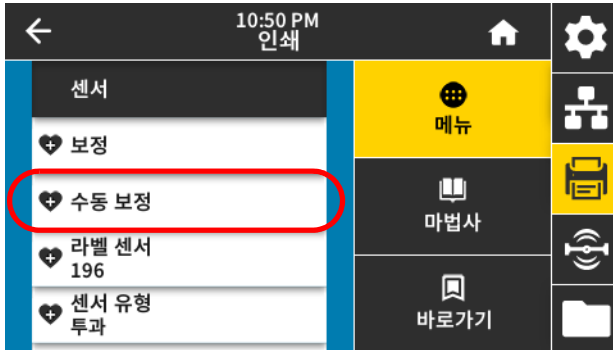 10:50 PM
인쇄
센서
보정
수동 보정
라벨 센서
196
센서 유형
투과
메뉴
마법사
바로가기